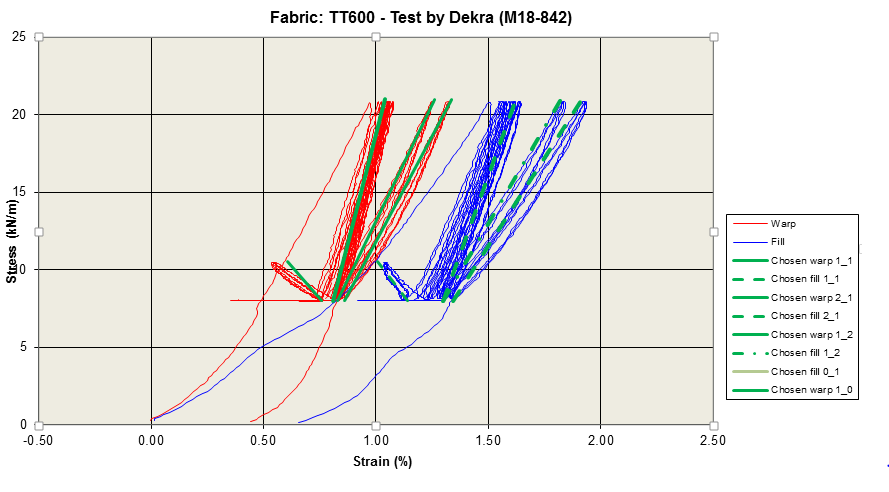 Fabric: TT600 - Test by Dekra (M18-842)
25
20
15
10
5
0
Stress (kN/m)
-0.50
0.00
0.50
1.00
1.50
2.00
2.50
Strain (%)
Warp
Fill
Chosen warp 1_1
Chosen fill 1_1
Chosen warp 2_1
Chosen fill 2_1
Chosen warp 1_2
Chosen fill 1_2
Chosen fill 0_1
Chosen warp 1_0